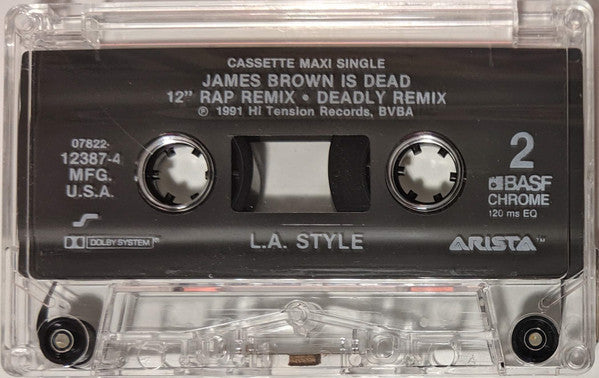 CASSETTE MAXI SINGLE
JAMES BROWN IS DEAD
12” RAP REMIX • DEADLY REMIX
℗ 1991 Hi Tension Records, BVBA
07822-
12387-4
MFG.
U.S.A.
DOLBY SYSTEM®
L.A. STYLE
2
BASF
CHROME
120 ms EQ
ARISTA™